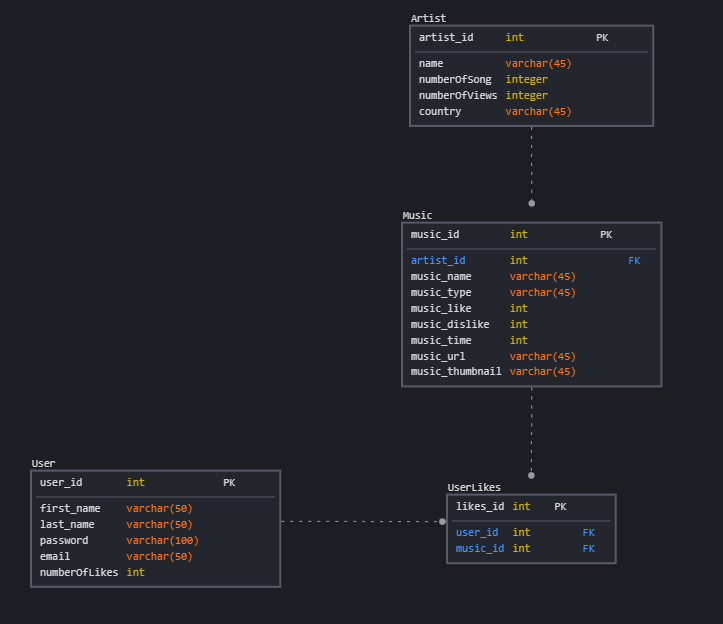 Artist
artist_id int PK
name varchar(45)
numberOfSong integer
numberOfViews integer
country varchar(45)
Music
music_id int PK
artist_id int FK
music_name varchar(45)
music_type varchar(45)
music_like int
music_dislike int
music_time int
music_url varchar(45)
music_thumbnail varchar(45)
User
user_id int PK
first_name varchar(50)
last_name varchar(50)
password varchar(100)
email varchar(50)
numberOfLikes int
UserLikes
likes_id int PK
user_id int FK
music_id int FK